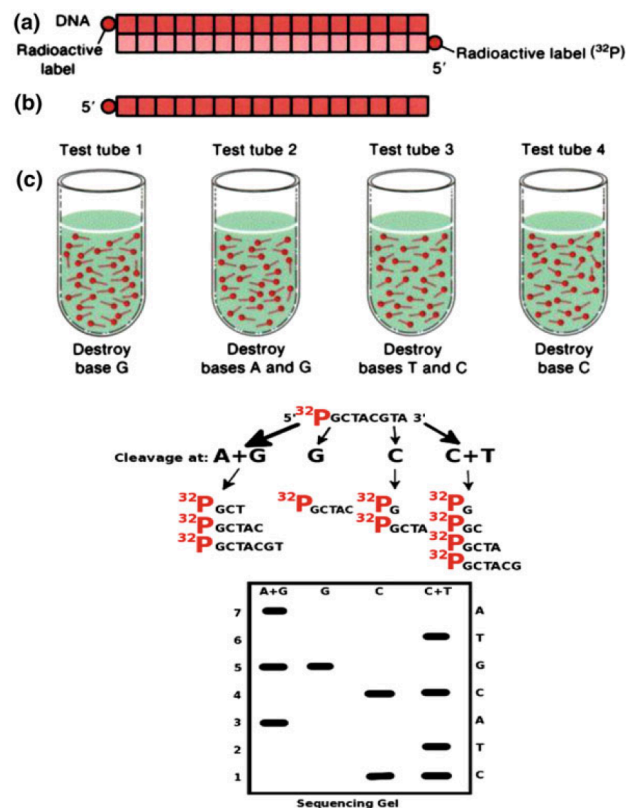 (a)
DNA
Radioactive
label
Radioactive label (³²P)
5′
(b)
5′
Test tube 1 Test tube 2 Test tube 3 Test tube 4
(c)
Destroy
base G
Destroy
bases A and G
Destroy
bases T and C
Destroy
base C
5' ³²PGCTACGTA 3'
Cleavage at: A+G G C C+T
³²PGCT ³²PGCTAC ³²PG ³²PG
³²PGCTAC ³²PGCTA ³²PGC
³²PGCTACGT ³²PGCTA
³²PGCTACG
A+G G C C+T
7 A
6 T
5 G
4 C
3 A
2 T
1 C
Sequencing Gel